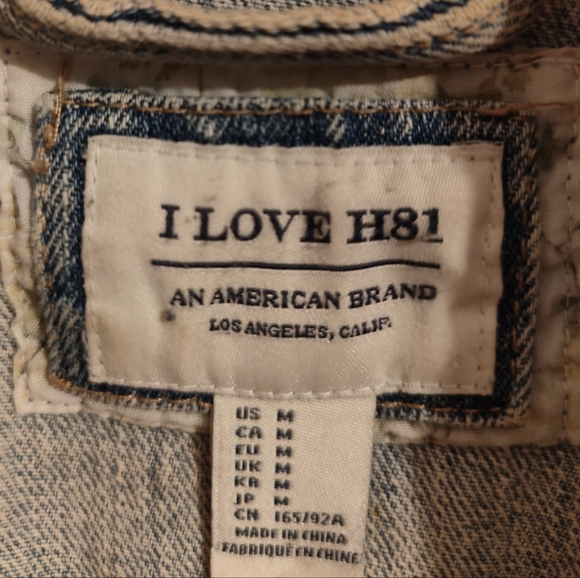 I LOVE H81
AN AMERICAN BRAND
LOS ANGELES, CALIF.
US M
CA M
EU M
UK M
KR M
JP M
CN 165/92A
MADE IN CHINA
FABRIQUÉ EN CHINE